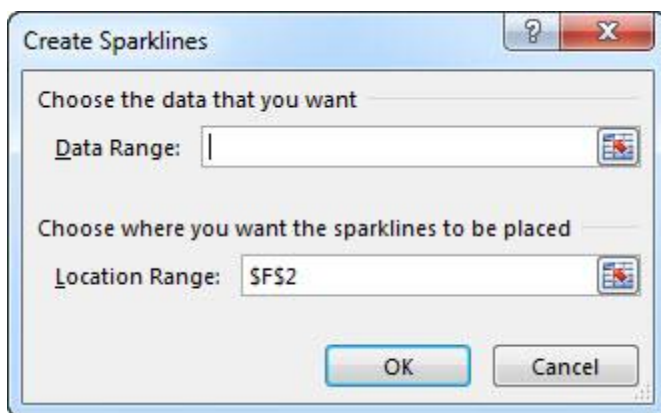 Create Sparklines
Choose the data that you want
Data Range:
Choose where you want the sparklines to be placed
Location Range: $F$2
OK Cancel